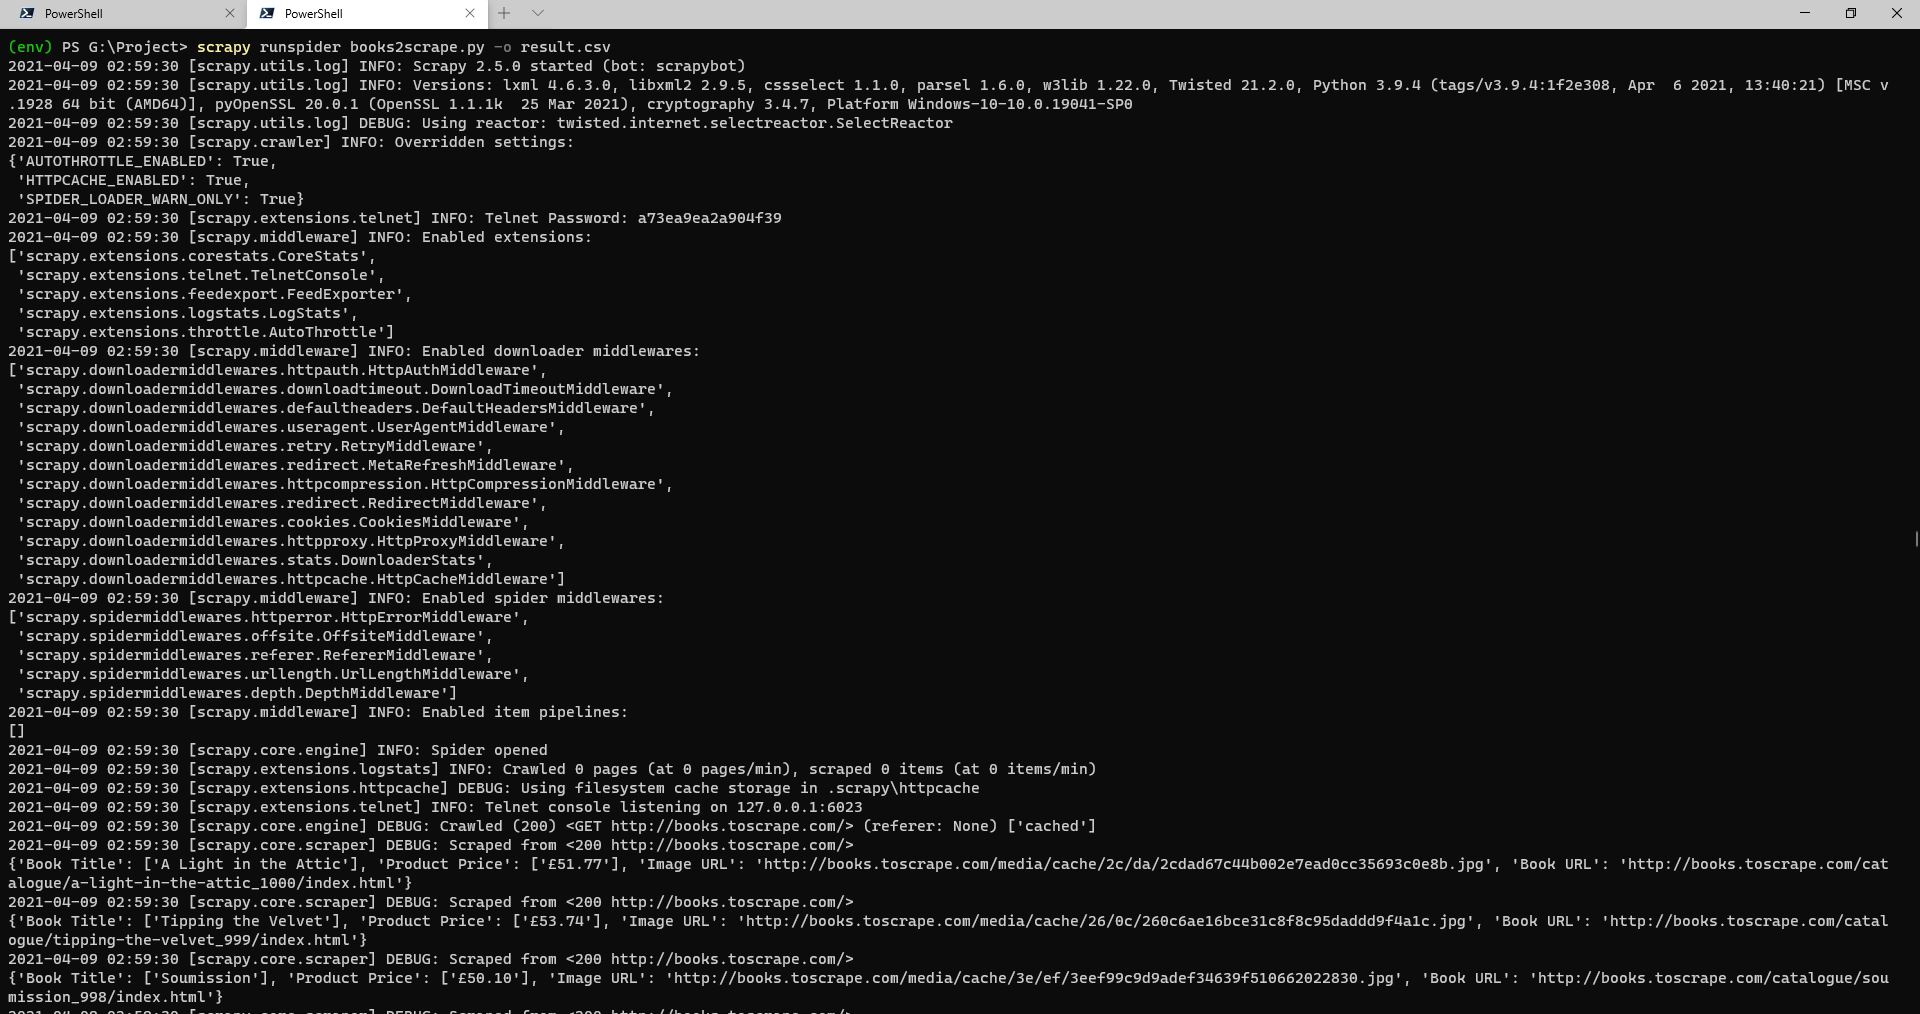 PowerShell
PowerShell
(env) PS G:\Project> scrapy runspider books2scrape.py -o result.csv
2021-04-09 02:59:30 [scrapy.utils.log] INFO: Scrapy 2.5.0 started (bot: scrapybot)
2021-04-09 02:59:30 [scrapy.utils.log] INFO: Versions: lxml 4.6.3.0, libxml2 2.9.5, cssselect 1.1.0, parsel 1.6.0, w3lib 1.22.0, Twisted 21.2.0, Python 3.9.4 (tags/v3.9.4:1f2e308, Apr  6 2021, 13:40:21) [MSC v
.1928 64 bit (AMD64)], pyOpenSSL 20.0.1 (OpenSSL 1.1.1k  25 Mar 2021), cryptography 3.4.7, Platform Windows-10-10.0.19041-SP0
2021-04-09 02:59:30 [scrapy.utils.log] DEBUG: Using reactor: twisted.internet.selectreactor.SelectReactor
2021-04-09 02:59:30 [scrapy.crawler] INFO: Overridden settings:
{'AUTOTHROTTLE_ENABLED': True,
 'HTTPCACHE_ENABLED': True,
 'SPIDER_LOADER_WARN_ONLY': True}
2021-04-09 02:59:30 [scrapy.extensions.telnet] INFO: Telnet Password: a73ea9ea2a904f39
2021-04-09 02:59:30 [scrapy.middleware] INFO: Enabled extensions:
['scrapy.extensions.corestats.CoreStats',
 'scrapy.extensions.telnet.TelnetConsole',
 'scrapy.extensions.feedexport.FeedExporter',
 'scrapy.extensions.logstats.LogStats',
 'scrapy.extensions.throttle.AutoThrottle']
2021-04-09 02:59:30 [scrapy.middleware] INFO: Enabled downloader middlewares:
['scrapy.downloadermiddlewares.httpauth.HttpAuthMiddleware',
 'scrapy.downloadermiddlewares.downloadtimeout.DownloadTimeoutMiddleware',
 'scrapy.downloadermiddlewares.defaultheaders.DefaultHeadersMiddleware',
 'scrapy.downloadermiddlewares.useragent.UserAgentMiddleware',
 'scrapy.downloadermiddlewares.retry.RetryMiddleware',
 'scrapy.downloadermiddlewares.redirect.MetaRefreshMiddleware',
 'scrapy.downloadermiddlewares.httpcompression.HttpCompressionMiddleware',
 'scrapy.downloadermiddlewares.redirect.RedirectMiddleware',
 'scrapy.downloadermiddlewares.cookies.CookiesMiddleware',
 'scrapy.downloadermiddlewares.httpproxy.HttpProxyMiddleware',
 'scrapy.downloadermiddlewares.stats.DownloaderStats',
 'scrapy.downloadermiddlewares.httpcache.HttpCacheMiddleware']
2021-04-09 02:59:30 [scrapy.middleware] INFO: Enabled spider middlewares:
['scrapy.spidermiddlewares.httperror.HttpErrorMiddleware',
 'scrapy.spidermiddlewares.offsite.OffsiteMiddleware',
 'scrapy.spidermiddlewares.referer.RefererMiddleware',
 'scrapy.spidermiddlewares.urllength.UrlLengthMiddleware',
 'scrapy.spidermiddlewares.depth.DepthMiddleware']
2021-04-09 02:59:30 [scrapy.middleware] INFO: Enabled item pipelines:
[]
2021-04-09 02:59:30 [scrapy.core.engine] INFO: Spider opened
2021-04-09 02:59:30 [scrapy.extensions.logstats] INFO: Crawled 0 pages (at 0 pages/min), scraped 0 items (at 0 items/min)
2021-04-09 02:59:30 [scrapy.extensions.httpcache] DEBUG: Using filesystem cache storage in .scrapy\httpcache
2021-04-09 02:59:30 [scrapy.extensions.telnet] INFO: Telnet console listening on 127.0.0.1:6023
2021-04-09 02:59:30 [scrapy.core.engine] DEBUG: Crawled (200) <GET http://books.toscrape.com/> (referer: None) ['cached']
2021-04-09 02:59:30 [scrapy.core.scraper] DEBUG: Scraped from <200 http://books.toscrape.com/>
{'Book Title': ['A Light in the Attic'], 'Product Price': ['£51.77'], 'Image URL': 'http://books.toscrape.com/media/cache/2c/da/2cdad67c44b002e7ead0cc35693c0e8b.jpg', 'Book URL': 'http://books.toscrape.com/cat
alogue/a-light-in-the-attic_1000/index.html'}
2021-04-09 02:59:30 [scrapy.core.scraper] DEBUG: Scraped from <200 http://books.toscrape.com/>
{'Book Title': ['Tipping the Velvet'], 'Product Price': ['£53.74'], 'Image URL': 'http://books.toscrape.com/media/cache/26/0c/260c6ae16bce31c8f8c95daddd9f4a1c.jpg', 'Book URL': 'http://books.toscrape.com/catal
ogue/tipping-the-velvet_999/index.html'}
2021-04-09 02:59:30 [scrapy.core.scraper] DEBUG: Scraped from <200 http://books.toscrape.com/>
{'Book Title': ['Soumission'], 'Product Price': ['£50.10'], 'Image URL': 'http://books.toscrape.com/media/cache/3e/ef/3eef99c9d9adef34639f510662022830.jpg', 'Book URL': 'http://books.toscrape.com/catalogue/sou
mission_998/index.html'}
2021-04-09 02:59:30 [scrapy.core.scraper] DEBUG: Scraped from <200 http://books.toscrape.com/>